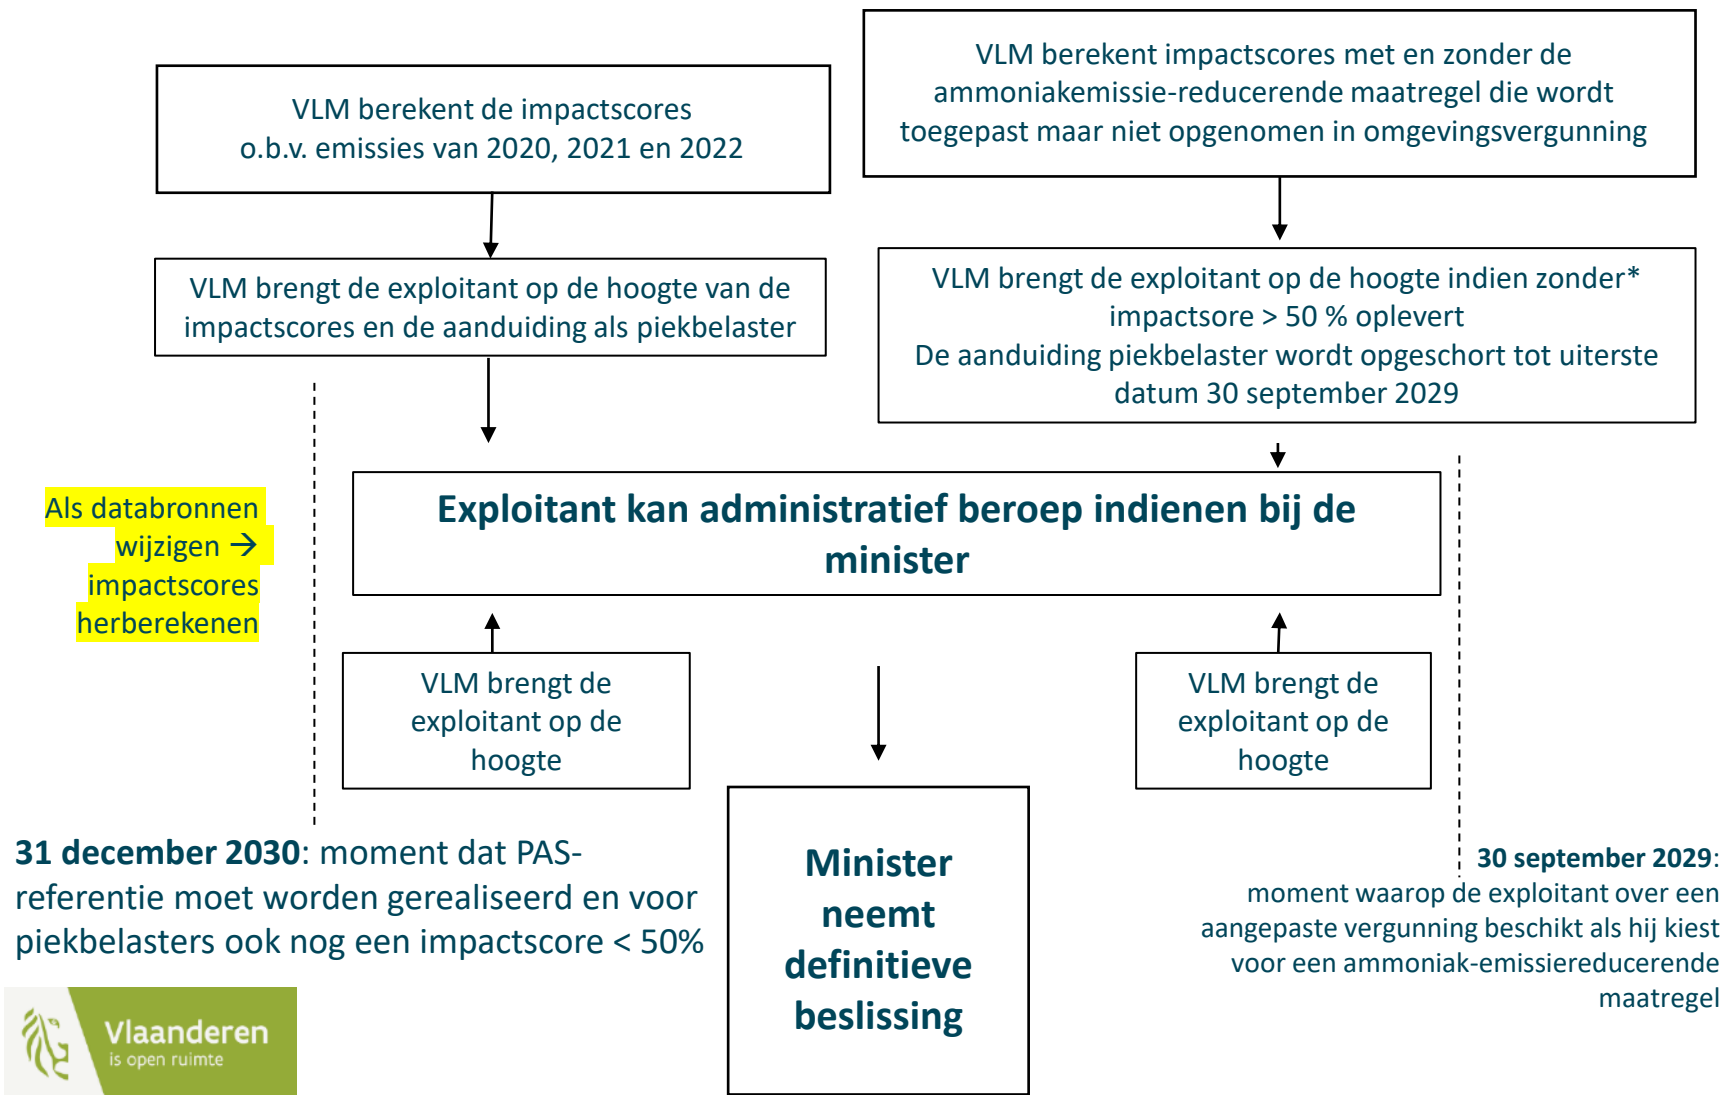 VLM berekent de impactscores
o.b.v. emissies van 2020, 2021 en 2022
VLM berekent impactscores met en zonder de
ammoniakemissie-reducerende maatregel die wordt
toegepast maar niet opgenomen in omgevingsvergunning
VLM brengt de exploitant op de hoogte van de
impactscores en de aanduiding als piekbelaster
VLM brengt de exploitant op de hoogte indien zonder*
impactsore > 50 % oplevert
De aanduiding piekbelaster wordt opgeschort tot uiterste
datum 30 september 2029
Als databronnen
wijzigen →
impactscores
herberekenen
Exploitant kan administratief beroep indienen bij de
minister
VLM brengt de
exploitant op de
hoogte
VLM brengt de
exploitant op de
hoogte
31 december 2030: moment dat PAS-
referentie moet worden gerealiseerd en voor
piekbelasters ook nog een impactscore < 50%
Minister
neemt
definitieve
beslissing
30 september 2029:
moment waarop de exploitant over een
aangepaste vergunning beschikt als hij kiest
voor een ammoniak-emissiereducerende
maatregel
Vlaanderen
is open ruimte